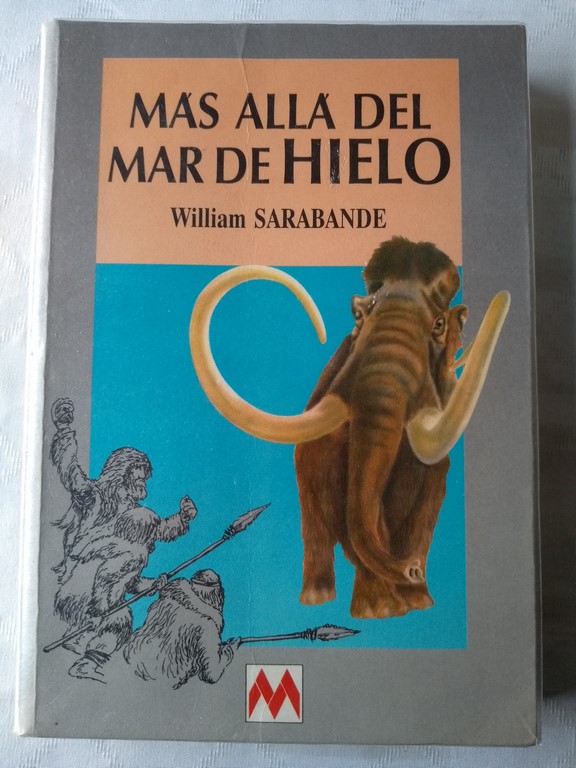 MÁS ALLÁ DEL
MAR DE HIELO
William SARABANDE